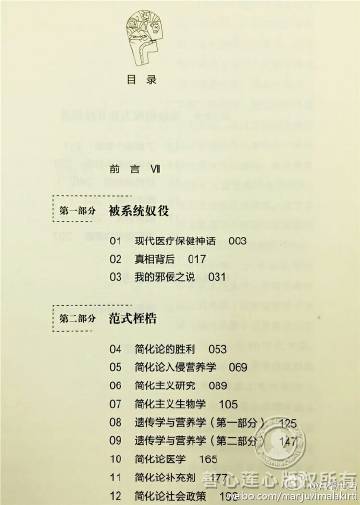 目 录
前 言 Ⅶ
第一部分 被系统奴役
01 现代医疗保健神话 003
02 真相背后 017
03 我的邪佞之说 031
第二部分 范式桎梏
04 简化论的胜利 053
05 简化论入侵营养学 069
06 简化主义研究 089
07 简化主义生物学 105
08 遗传学与营养学（第一部分） 125
09 遗传学与营养学（第二部分） 147
10 简化论医学 165
11 简化论补充剂 177
12 简化论社会政策 192
善心莲心版权所有
weibo.com/marjuvimalakirti